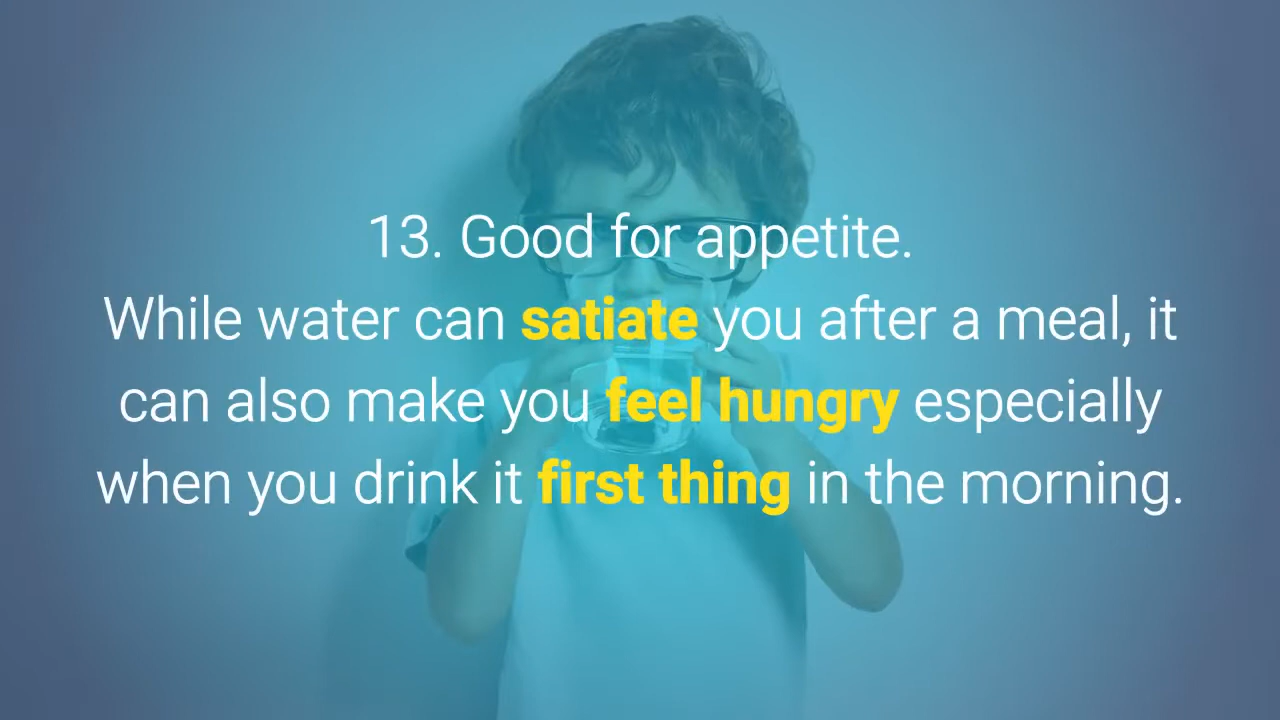 13. Good for appetite.
While water can satiate you after a meal, it
can also make you feel hungry especially
when you drink it first thing in the morning.